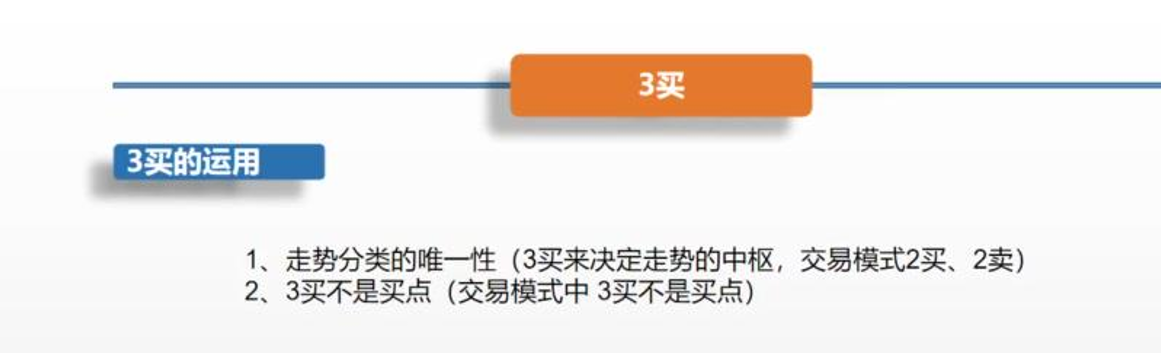 3买
3买的运用
1、走势分类的唯一性（3买来决定走势的中枢，交易模式2买、2卖）
2、3买不是买点（交易模式中 3买不是买点）